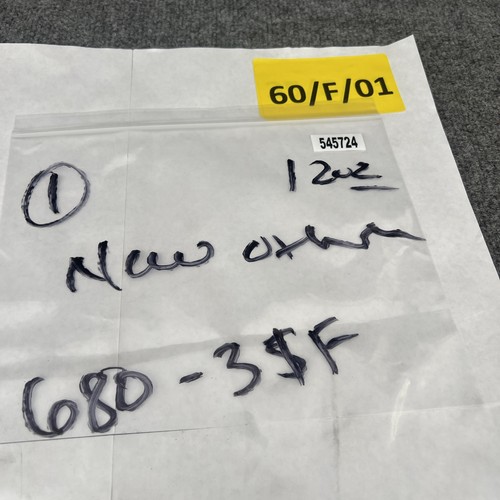 60/F/01
545724
① 12oz
New other
680-3$F